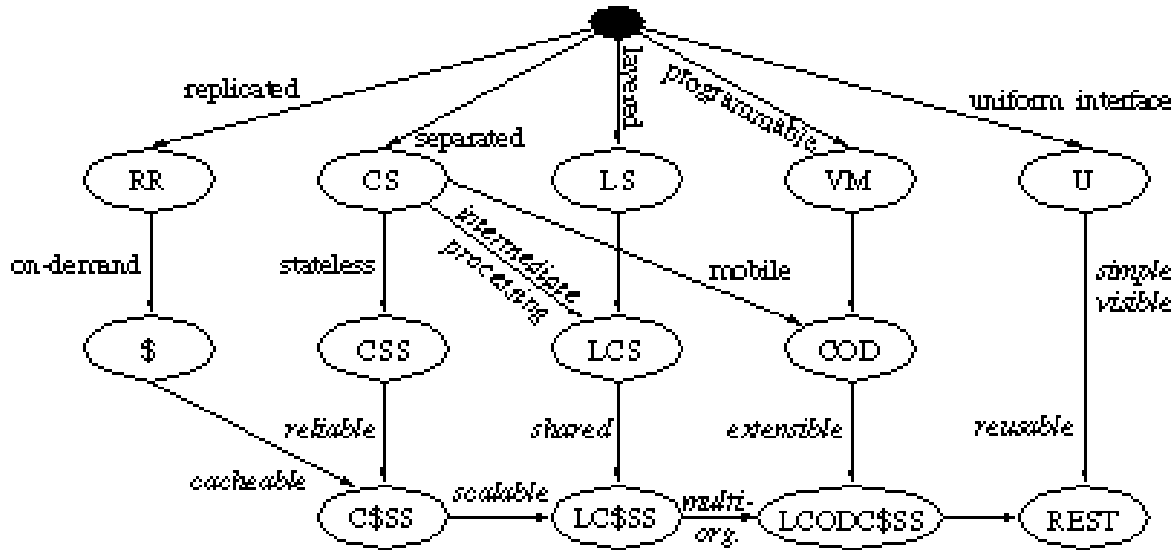 layered
programmable
replicated
uniform interface
separated
RR
CS
LS
VM
U
on-demand
stateless
intermediate
processing
mobile
simple
visible
$
CSS
LCS
COD
reliable
shared
extensible
reusable
cacheable
scalable
multi-
org.
C$SS
LC$SS
LCODC$SS
REST